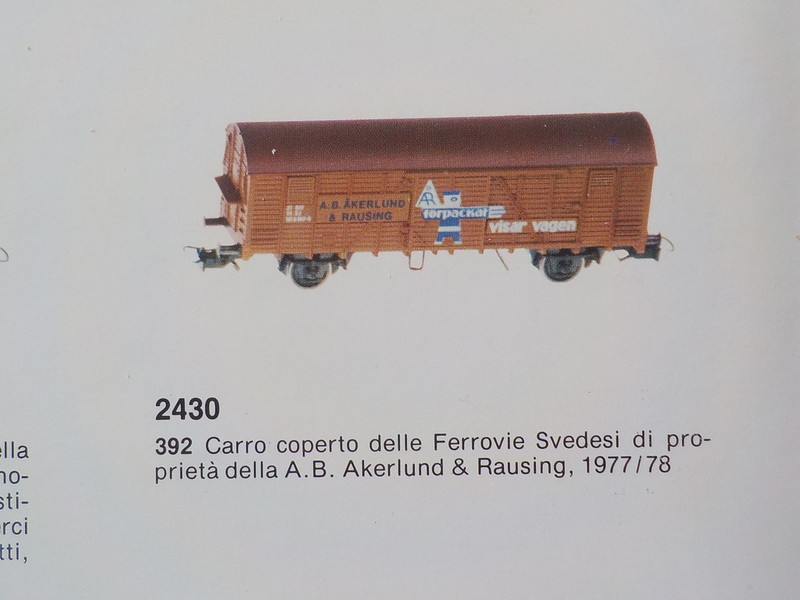 A.B. ÅKERLUND
& RAUSING
förpackar
visar vägen
2430
392 Carro coperto delle Ferrovie Svedesi di pro-
prietà della A.B. Akerlund & Rausing, 1977/78
ella
no-
sti-
erci
tti,